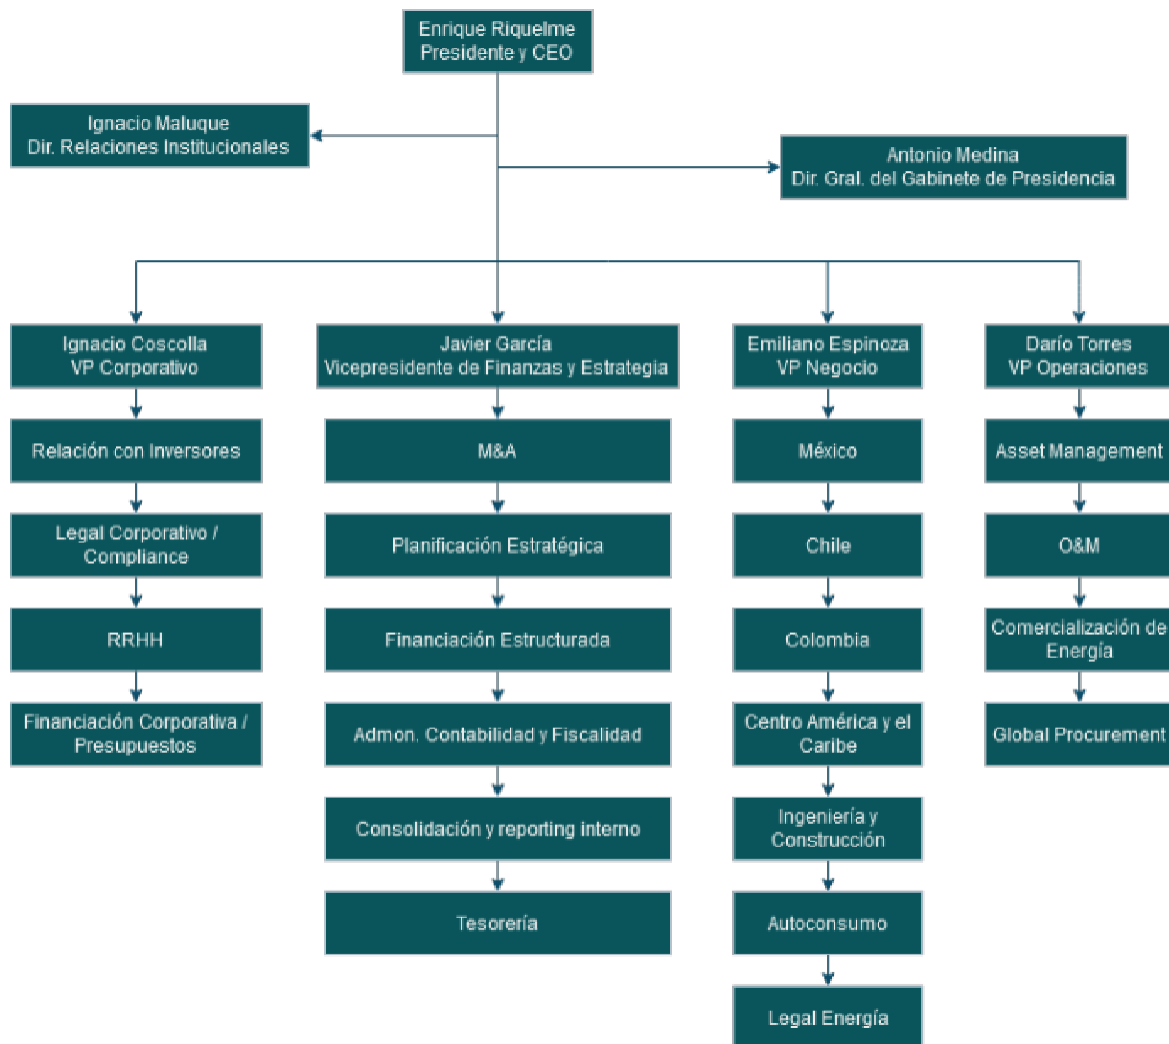 Enrique Riquelme
Presidente y CEO
Ignacio Maluque
Dir. Relaciones Institucionales
Antonio Medina
Dir. Gral. del Gabinete de Presidencia
Ignacio Coscolla
VP Corporativo
Relación con Inversores
Legal Corporativo /
Compliance
RRHH
Financiación Corporativa /
Presupuestos
Javier García
Vicepresidente de Finanzas y Estrategia
M&A
Planificación Estratégica
Financiación Estructurada
Admon. Contabilidad y Fiscalidad
Consolidación y reporting interno
Tesorería
Emiliano Espinoza
VP Negocio
México
Chile
Colombia
Centro América y el
Caribe
Ingeniería y
Construcción
Autoconsumo
Legal Energía
Darío Torres
VP Operaciones
Asset Management
O&M
Comercialización de
Energía
Global Procurement